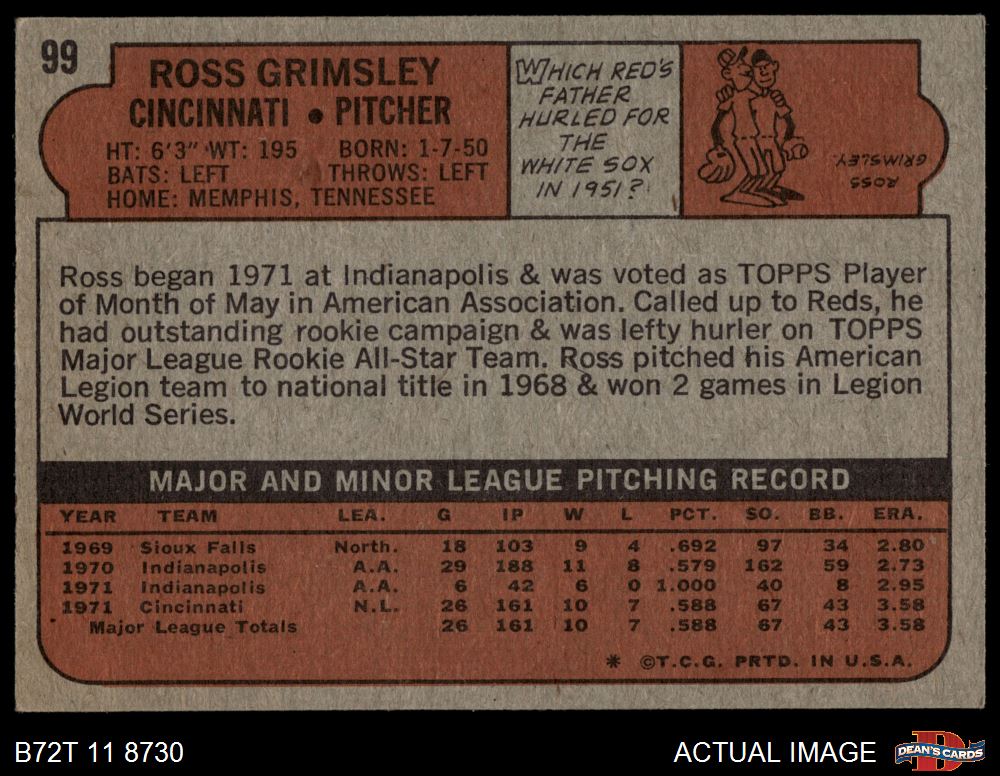 99
ROSS GRIMSLEY
CINCINNATI • PITCHER
HT: 6'3" WT: 195 BORN: 1-7-50
BATS: LEFT THROWS: LEFT
HOME: MEMPHIS, TENNESSEE
WHICH RED'S
FATHER
HURLED FOR
THE
WHITE SOX
IN 1951?
ROSS
GRIMSLEY
Ross began 1971 at Indianapolis & was voted as TOPPS Player
of Month of May in American Association. Called up to Reds, he
had outstanding rookie campaign & was lefty hurler on TOPPS
Major League Rookie All-Star Team. Ross pitched his American
Legion team to national title in 1968 & won 2 games in Legion
World Series.
MAJOR AND MINOR LEAGUE PITCHING RECORD
YEAR TEAM LEA. G IP W L PCT. SO. BB. ERA.
1969 Sioux Falls North. 18 103 9 4 .692 97 34 2.80
1970 Indianapolis A.A. 29 188 11 8 .579 162 59 2.73
1971 Indianapolis A.A. 6 42 6 0 1.000 40 8 2.95
1971 Cincinnati N.L. 26 161 10 7 .588 67 43 3.58
Major League Totals 26 161 10 7 .588 67 43 3.58
* ©T.C.G. PRTD. IN U.S.A.
B72T 11 8730 ACTUAL IMAGE DEAN'S CARDS